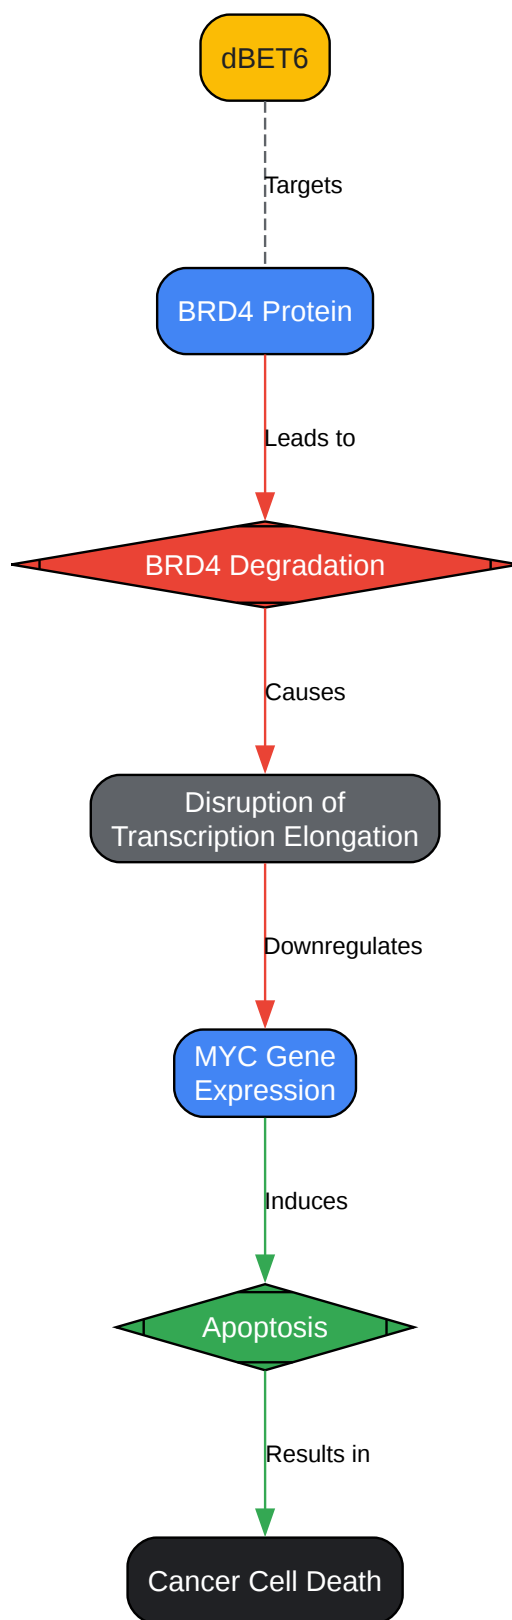 dBET6
Targets
BRD4 Protein
Leads to
BRD4 Degradation
Causes
Disruption of
Transcription Elongation
Downregulates
MYC Gene
Expression
Induces
Apoptosis
Results in
Cancer Cell Death